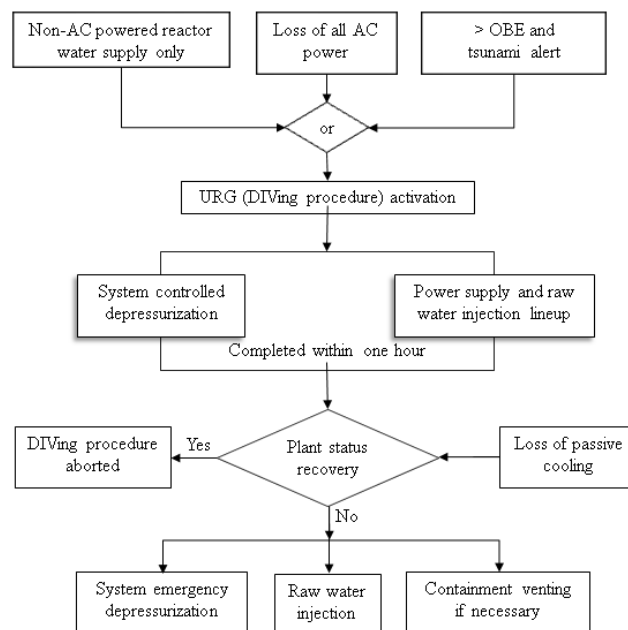 Non-AC powered reactor
water supply only
Loss of all AC
power
> OBE and
tsunami alert
or
URG (DIVing procedure) activation
System controlled
depressurization
Power supply and raw
water injection lineup
Completed within one hour
DIVing procedure
aborted
Yes
Plant status
recovery
Loss of passive
cooling
No
System emergency
depressurization
Raw water
injection
Containment venting
if necessary